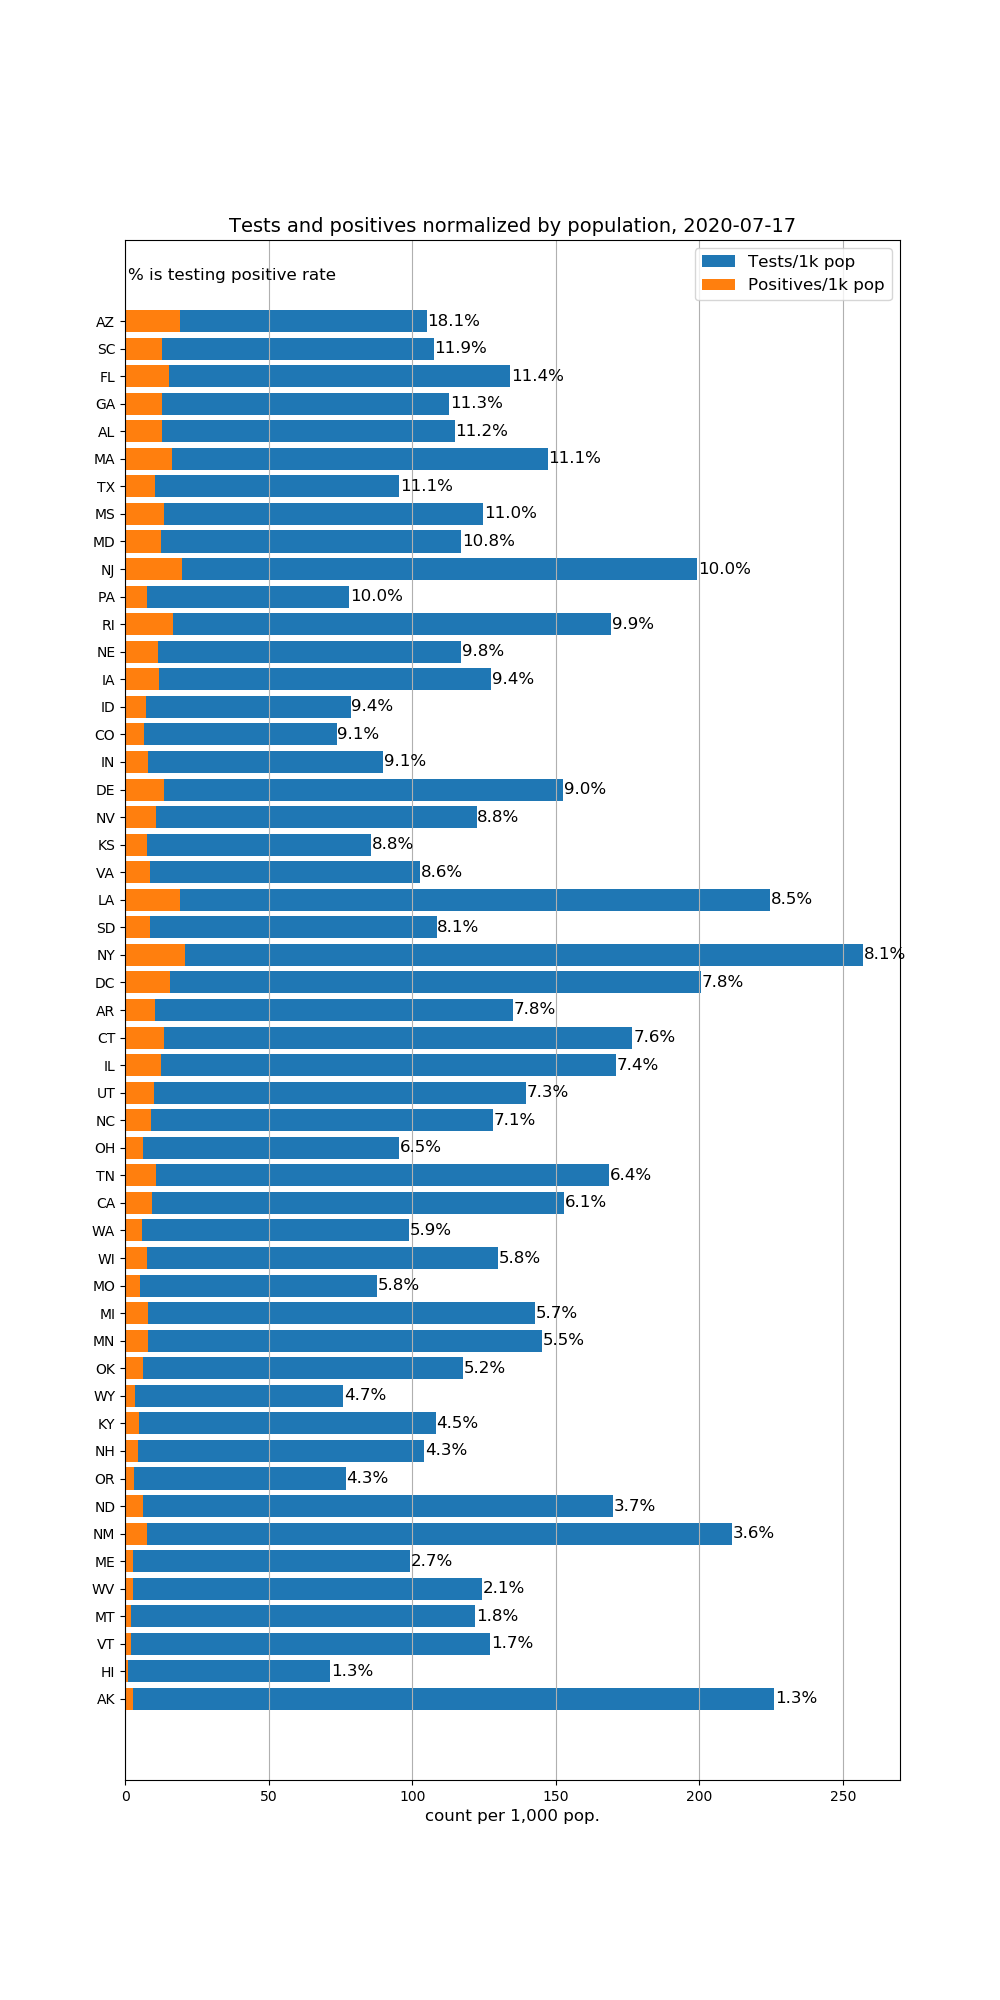 Tests and positives normalized by population, 2020-07-17
% is testing positive rate
Tests/1k pop
Positives/1k pop
AZ 18.1%
SC 11.9%
FL 11.4%
GA 11.3%
AL 11.2%
MA 11.1%
TX 11.1%
MS 11.0%
MD 10.8%
NJ 10.0%
PA 10.0%
RI 9.9%
NE 9.8%
IA 9.4%
ID 9.4%
CO 9.1%
IN 9.1%
DE 9.0%
NV 8.8%
KS 8.8%
VA 8.6%
LA 8.5%
SD 8.1%
NY 8.1%
DC 7.8%
AR 7.8%
CT 7.6%
IL 7.4%
UT 7.3%
NC 7.1%
OH 6.5%
TN 6.4%
CA 6.1%
WA 5.9%
WI 5.8%
MO 5.8%
MI 5.7%
MN 5.5%
OK 5.2%
WY 4.7%
KY 4.5%
NH 4.3%
OR 4.3%
ND 3.7%
NM 3.6%
ME 2.7%
WV 2.1%
MT 1.8%
VT 1.7%
HI 1.3%
AK 1.3%
0 50 100 150 200 250
count per 1,000 pop.